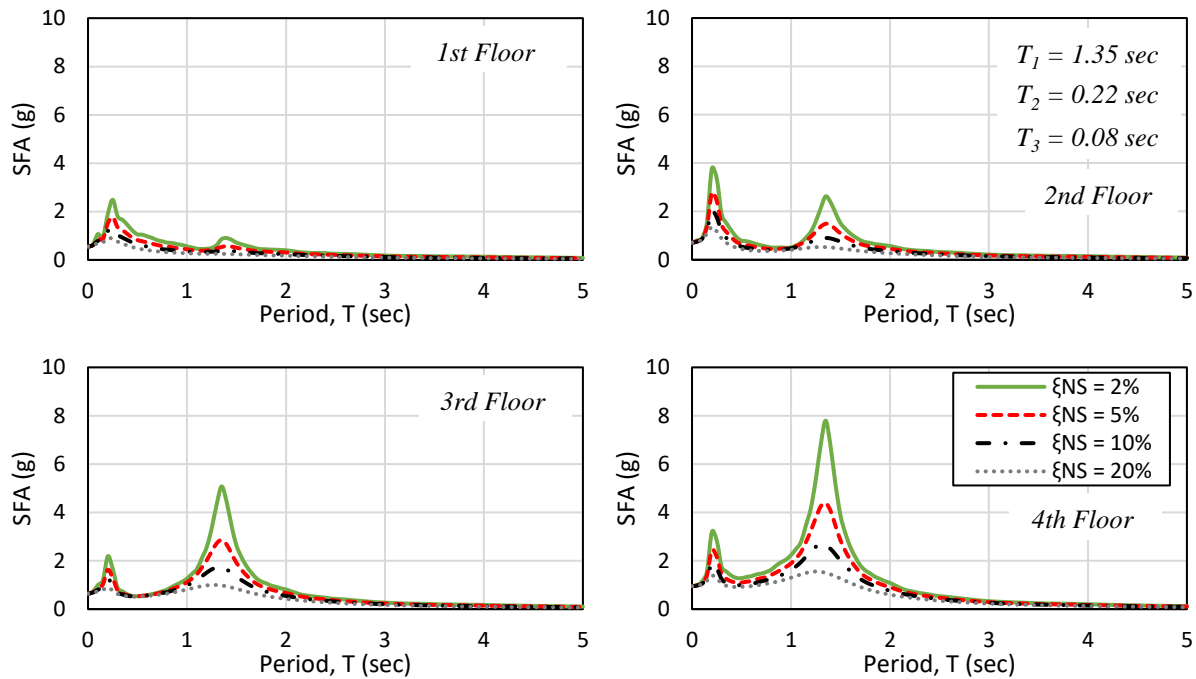 10
8
6
4
2
0
SFA (g)
1st Floor
0 1 2 3 4 5
Period, T (sec)
10
8
6
4
2
0
SFA (g)
T1 = 1.35 sec
T2 = 0.22 sec
T3 = 0.08 sec
2nd Floor
0 1 2 3 4 5
Period, T (sec)
10
8
6
4
2
0
SFA (g)
3rd Floor
0 1 2 3 4 5
Period, T (sec)
10
8
6
4
2
0
SFA (g)
ξNS = 2%
ξNS = 5%
ξNS = 10%
ξNS = 20%
4th Floor
0 1 2 3 4 5
Period, T (sec)